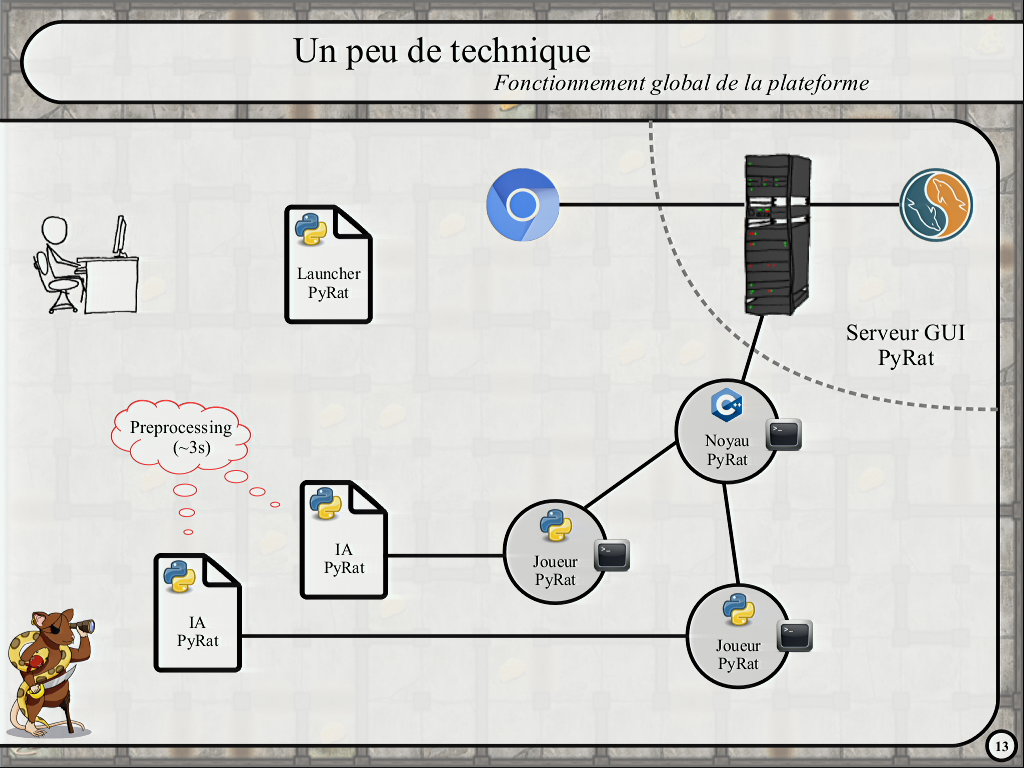 Un peu de technique
Fonctionnement global de la plateforme
Launcher
PyRat
Serveur GUI
PyRat
Preprocessing
(~3s)
C++
Noyau
PyRat
>_
IA
PyRat
Joueur
PyRat
>_
IA
PyRat
Joueur
PyRat
>_
13